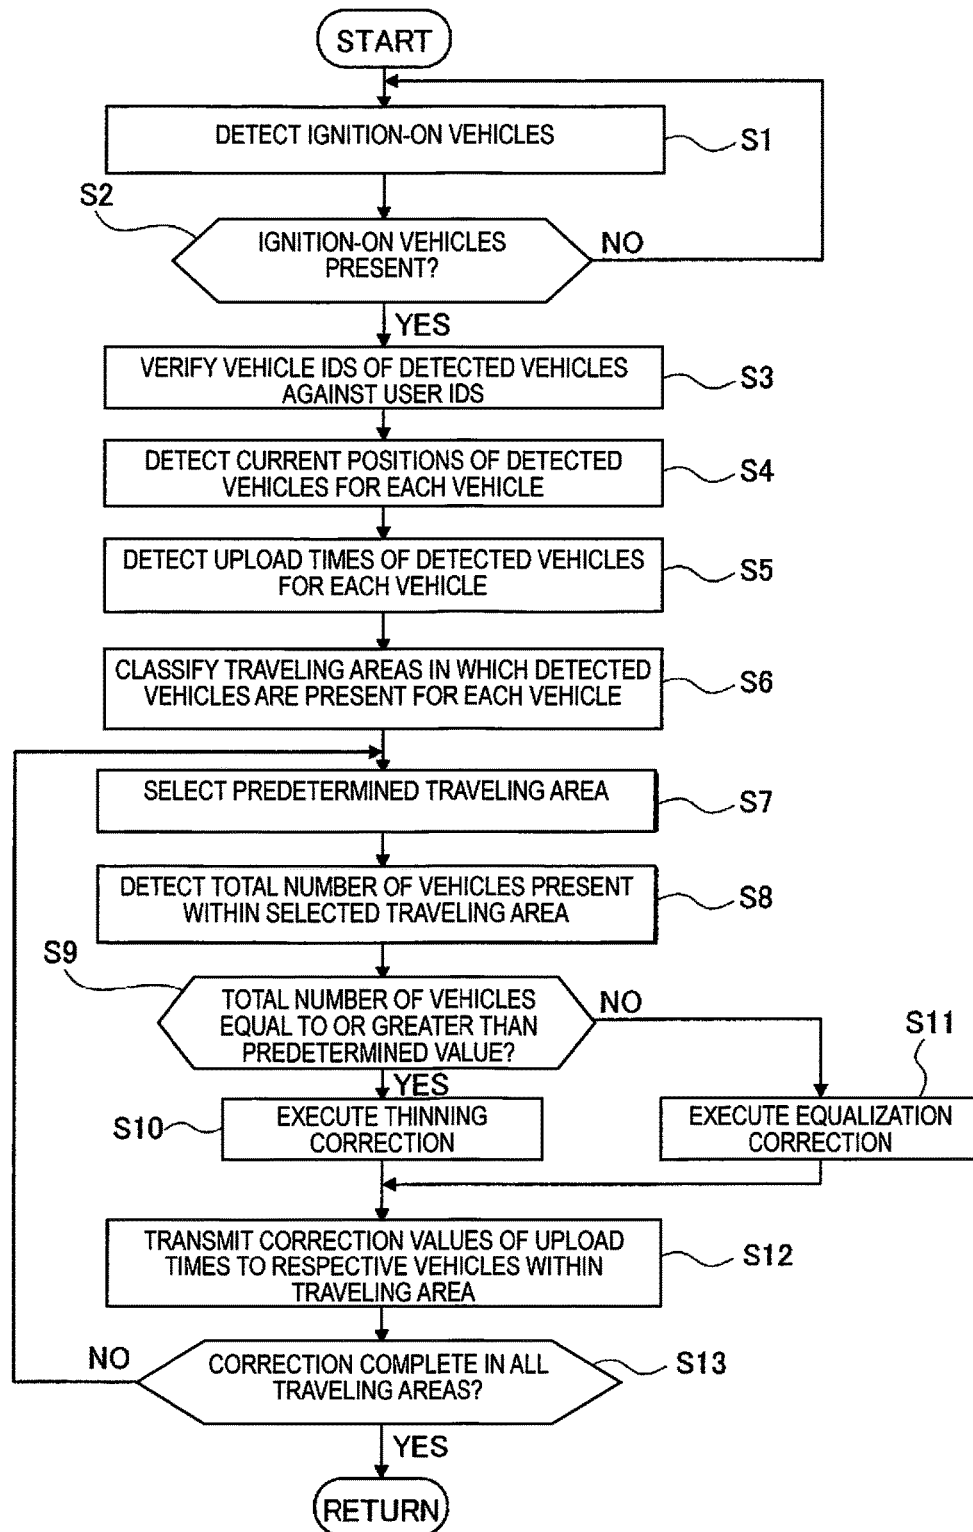 START
DETECT IGNITION-ON VEHICLES
S1
S2
IGNITION-ON VEHICLES
PRESENT?
NO
YES
VERIFY VEHICLE IDS OF DETECTED VEHICLES
AGAINST USER IDS
S3
DETECT CURRENT POSITIONS OF DETECTED
VEHICLES FOR EACH VEHICLE
S4
DETECT UPLOAD TIMES OF DETECTED VEHICLES
FOR EACH VEHICLE
S5
CLASSIFY TRAVELING AREAS IN WHICH DETECTED
VEHICLES ARE PRESENT FOR EACH VEHICLE
S6
SELECT PREDETERMINED TRAVELING AREA
S7
DETECT TOTAL NUMBER OF VEHICLES PRESENT
WITHIN SELECTED TRAVELING AREA
S8
S9
TOTAL NUMBER OF VEHICLES
EQUAL TO OR GREATER THAN
PREDETERMINED VALUE?
NO
YES
S11
S10
EXECUTE THINNING
CORRECTION
EXECUTE EQUALIZATION
CORRECTION
TRANSMIT CORRECTION VALUES OF UPLOAD
TIMES TO RESPECTIVE VEHICLES WITHIN
TRAVELING AREA
S12
NO
CORRECTION COMPLETE IN ALL
TRAVELING AREAS?
S13
YES
RETURN